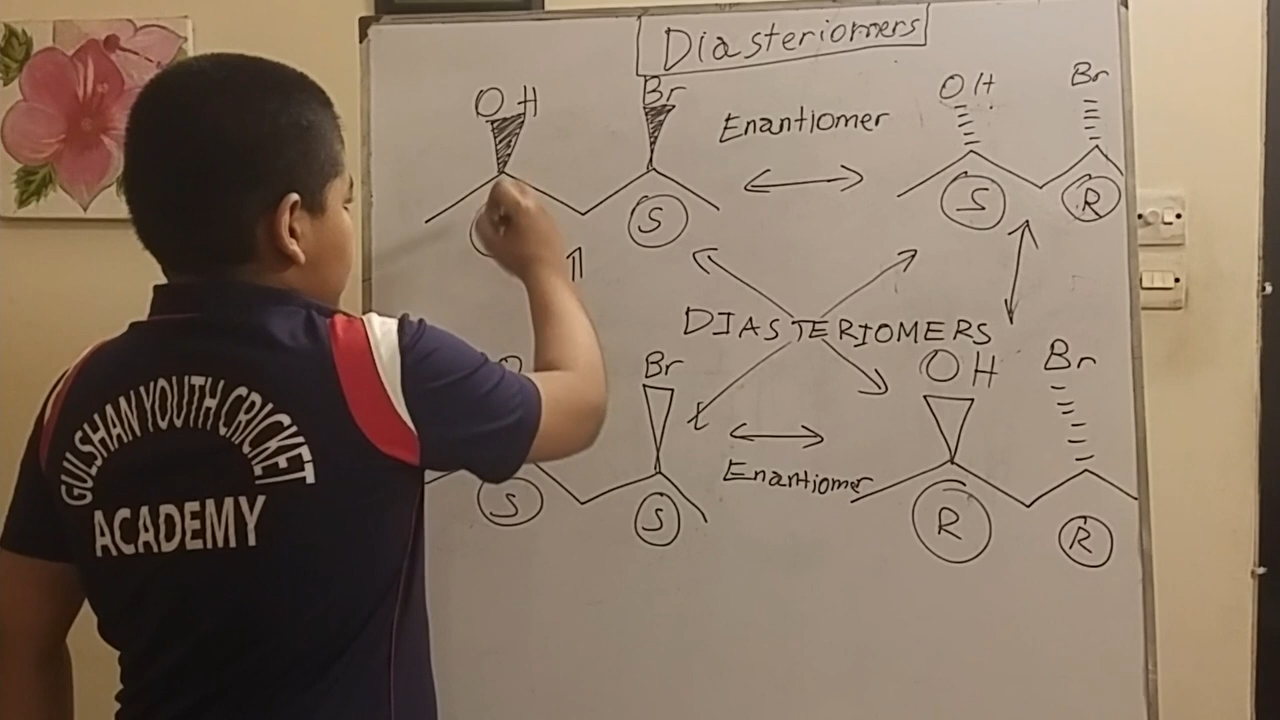 Diasteriomers
OH Br Enantiomer OH Br
S S R
DIASTERIOMERS
Br OH Br
Enantiomer
S S R R
GULSHAN YOUTH CRICKET
ACADEMY